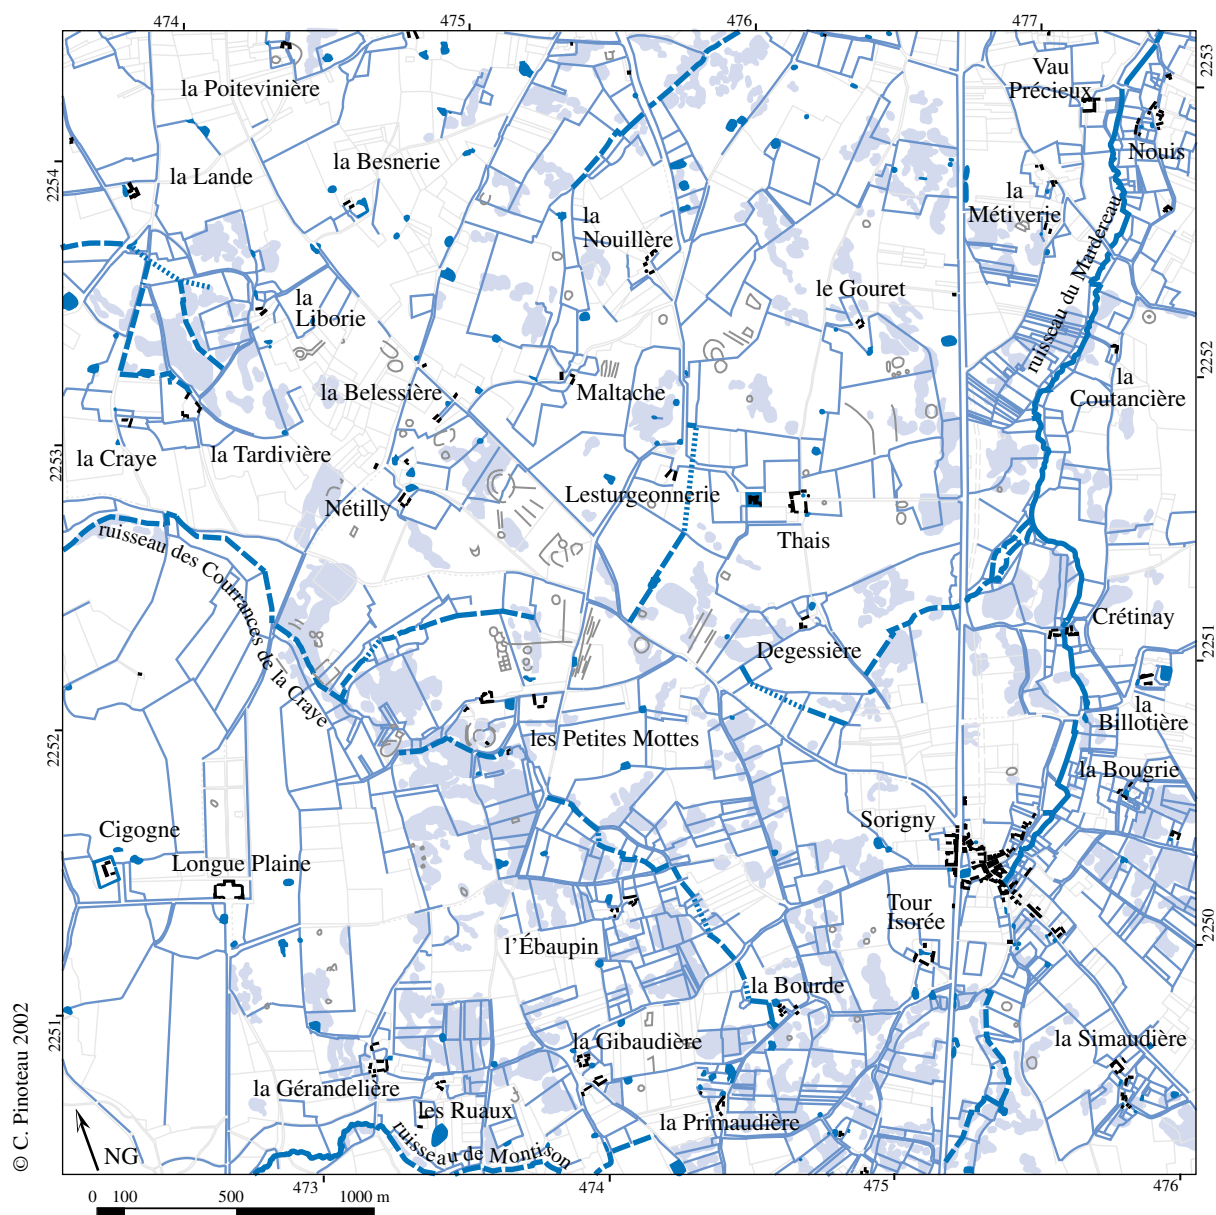 474
475
476
477
Vau
Précieux
2253
la Poitevinière
la Besnerie
Nouis
2254
la Lande
la
Métiverie
la
Nouillère
ruisseau du Mardereau
le Gouret
la
Liborie
2252
la Belessière
Maltache
la
Coutancière
la Craye
la Tardivière
2253
Lesturgeonnerie
Nétilly
Thais
ruisseau des Courrances de la Craye
Crétinay
2251
Degessière
la
Billotière
2252
les Petites Mottes
la Bougrie
Cigogne
Sorigny
Longue Plaine
Tour
Isorée
2250
l'Ébaupin
la Bourde
2251
la Gibaudière
la Simaudière
la Gérandelière
les Ruaux
la Primaudière
ruisseau de Montison
NG
© C. Pinoteau 2002
473
474
475
476
0 100 500 1000 m